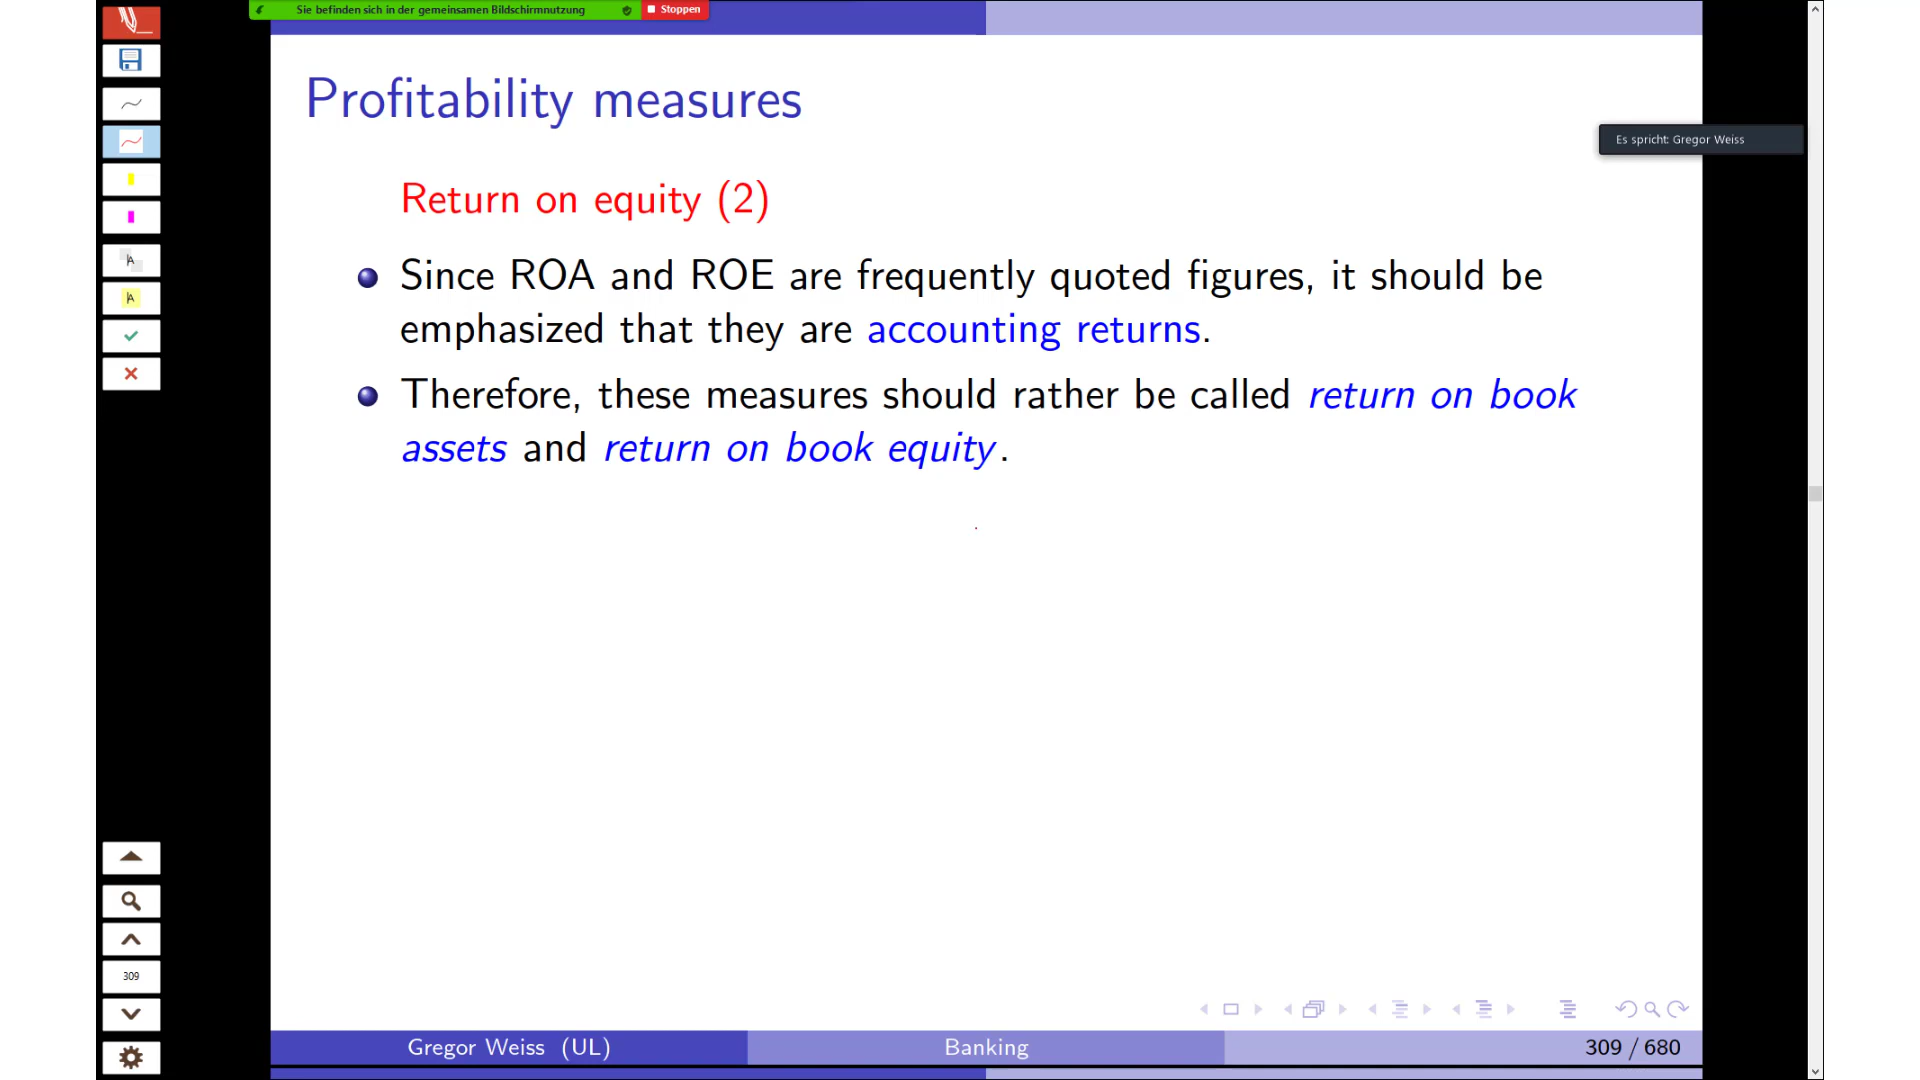 Sie befinden sich in der gemeinsamen Bildschirmnutzung
Stoppen
Profitability measures
Es spricht: Gregor Weiss
Return on equity (2)
Since ROA and ROE are frequently quoted figures, it should be
emphasized that they are accounting returns.
Therefore, these measures should rather be called return on book
assets and return on book equity.
A
A
309
Gregor Weiss (UL)
Banking
309 / 680